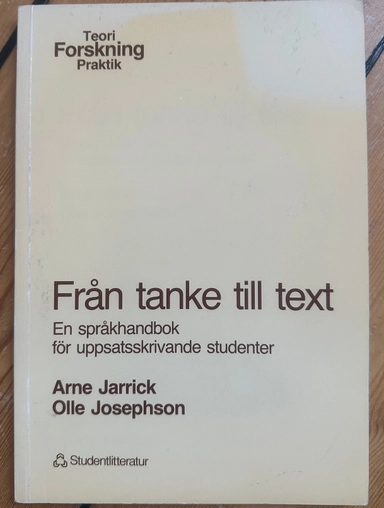 Teori
Forskning
Praktik
Från tanke till text
En språkhandbok
för uppsatsskrivande studenter
Arne Jarrick
Olle Josephson
Studentlitteratur